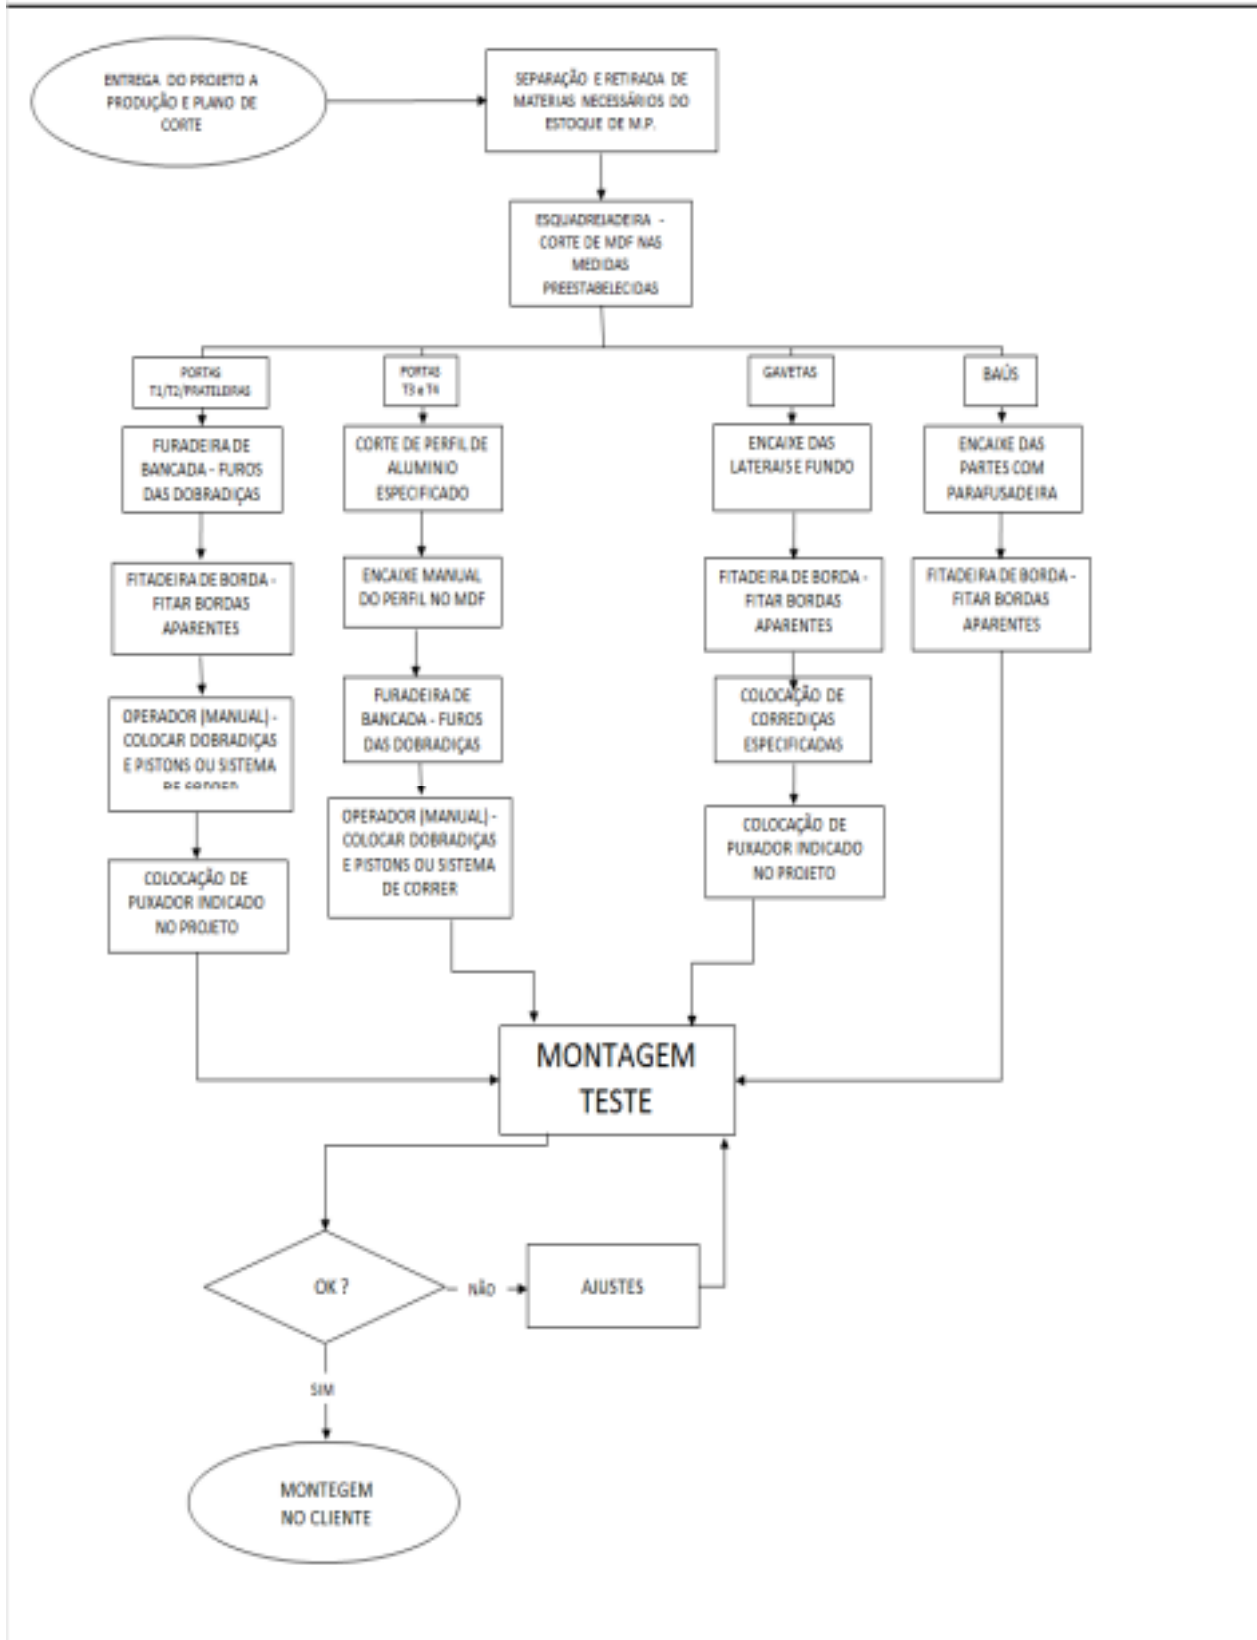 ENTREGA DO PROJETO A
PRODUÇÃO E PLANO DE
CORTE
SEPARAÇÃO E RETIRADA DE
MATERIAS NECESSÁRIOS DO
ESTOQUE DE M.P.
ESQUADREJADEIRA -
CORTE DE MDF NAS
MEDIDAS
PREESTABELECIDAS
PORTAS
T1/T2/PRATELEIRAS
FURADEIRA DE
BANCADA - FUROS
DAS DOBRADIÇAS
FITADEIRA DE BORDA -
FITAR BORDAS
APARENTES
OPERADOR (MANUAL) -
COLOCAR DOBRADIÇAS
E PISTONS OU SISTEMA
DE CORRER
COLOCAÇÃO DE
PUXADOR INDICADO
NO PROJETO
PORTAS
T3 e T4
CORTE DE PERFIL DE
ALUMINIO
ESPECIFICADO
ENCAIXE MANUAL
DO PERFIL NO MDF
FURADEIRA DE
BANCADA - FUROS
DAS DOBRADIÇAS
OPERADOR (MANUAL) -
COLOCAR DOBRADIÇAS
E PISTONS OU SISTEMA
DE CORRER
GAVETAS
ENCAIXE DAS
LATERAIS E FUNDO
FITADEIRA DE BORDA -
FITAR BORDAS
APARENTES
COLOCAÇÃO DE
CORREDIÇAS
ESPECIFICADAS
COLOCAÇÃO DE
PUXADOR INDICADO
NO PROJETO
BAÚS
ENCAIXE DAS
PARTES COM
PARAFUSADEIRA
FITADEIRA DE BORDA -
FITAR BORDAS
APARENTES
MONTAGEM
TESTE
OK ?
NÃO
AJUSTES
SIM
MONTEGEM
NO CLIENTE